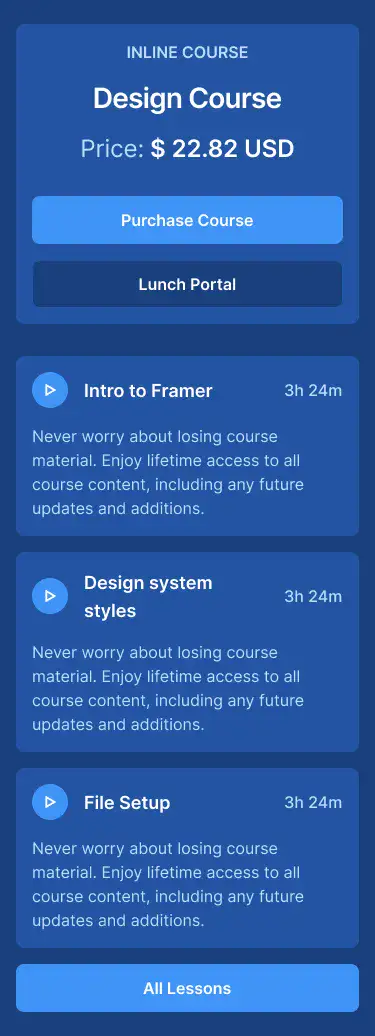 INLINE COURSE
Design Course
Price: $ 22.82 USD
Purchase Course
Lunch Portal
Intro to Framer 3h 24m
Never worry about losing course
material. Enjoy lifetime access to all
course content, including any future
updates and additions.
Design system
styles
3h 24m
Never worry about losing course
material. Enjoy lifetime access to all
course content, including any future
updates and additions.
File Setup 3h 24m
Never worry about losing course
material. Enjoy lifetime access to all
course content, including any future
updates and additions.
All Lessons